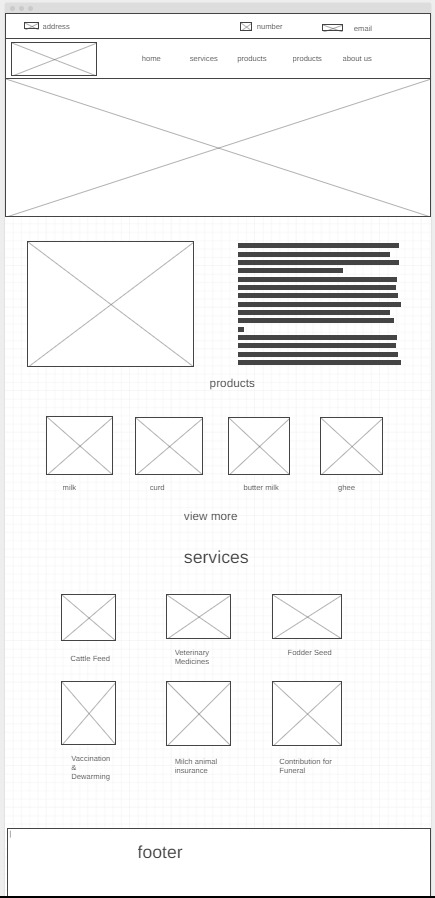 address number email
home services products products about us
products
milk curd butter milk ghee
view more
services
Cattle Feed Veterinary Medicines Fodder Seed
Vaccination & Dewarming Milch animal insurance Contribution for Funeral
footer